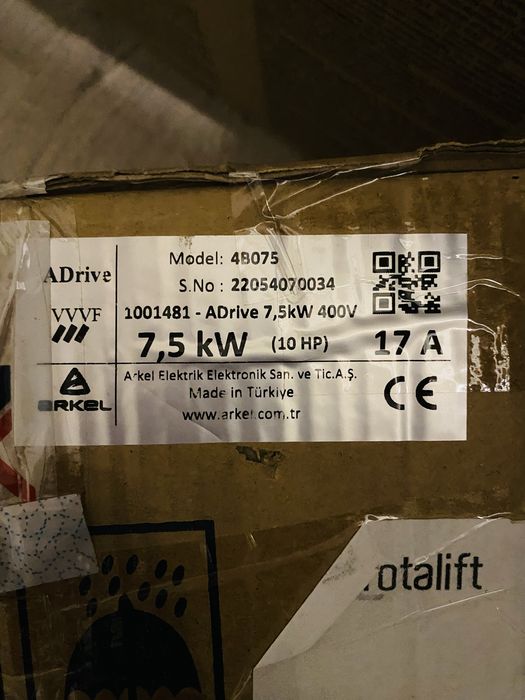 ADrive
VVVF
ARKEL
Model: 4B075
S.No : 22054070034
1001481 - ADrive 7,5kW 400V
7,5 kW (10 HP) 17 A
Arkel Elektrik Elektronik San. ve Tic.A.Ş.
Made in Türkiye
www.arkel.com.tr
CE
otalift